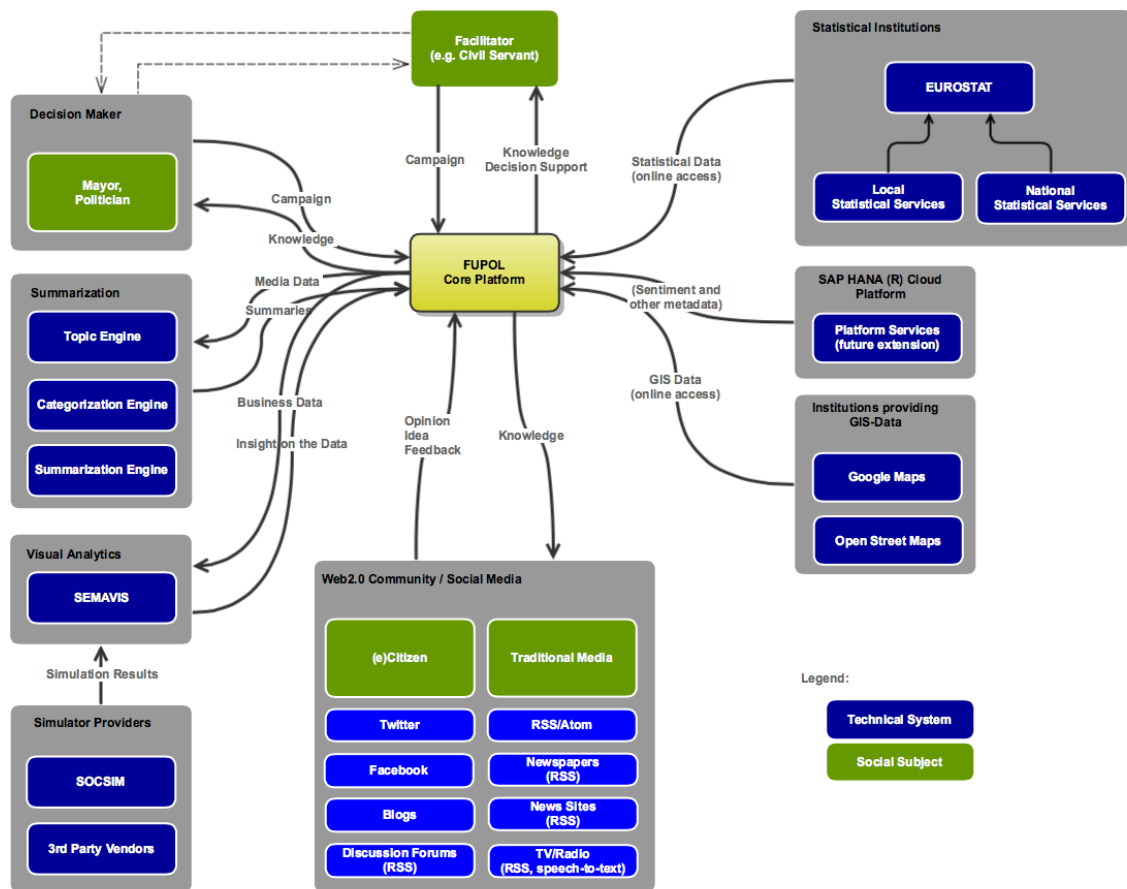 Facilitator
(e.g. Civil Servant)
Statistical Institutions
EUROSTAT
Local
Statistical Services
National
Statistical Services
Decision Maker
Mayor,
Politician
Campaign
Knowledge
Campaign
Knowledge
Decision Support
Statistical Data
(online access)
FUPOL
Core Platform
Summarization
Topic Engine
Categorization Engine
Summarization Engine
Media Data
Summaries
(Sentiment and
other metadata)
SAP HANA (R) Cloud
Platform
Platform Services
(future extension)
GIS Data
(online access)
Institutions providing
GIS-Data
Google Maps
Open Street Maps
Business Data
Insight on the Data
Opinion
Idea
Feedback
Knowledge
Visual Analytics
SEMAVIS
Simulation Results
Simulator Providers
SOCSIM
3rd Party Vendors
Web2.0 Community / Social Media
(e)Citizen
Traditional Media
Twitter
RSS/Atom
Facebook
Newspapers
(RSS)
Blogs
News Sites
(RSS)
Discussion Forums
(RSS)
TV/Radio
(RSS, speech-to-text)
Legend:
Technical System
Social Subject